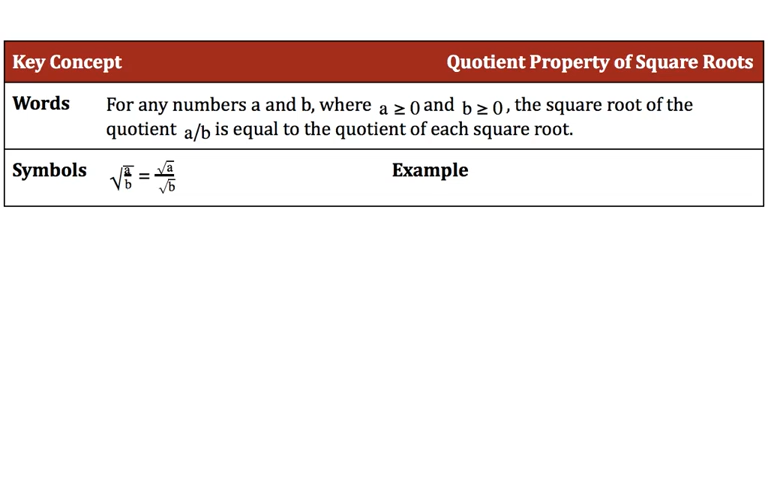 Key Concept Quotient Property of Square Roots
Words For any numbers a and b, where a ≥ 0 and b ≥ 0, the square root of the
quotient a/b is equal to the quotient of each square root.
Symbols √(a/b) = √a/√b Example